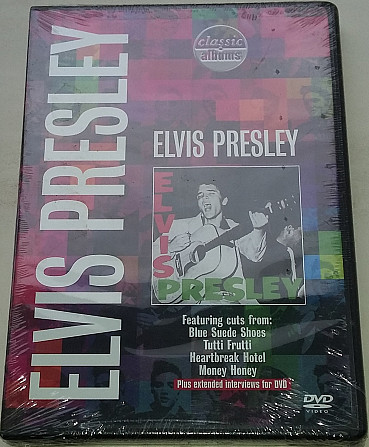 classic
albums
ELVIS PRESLEY
ELVIS PRESLEY
ELVIS
PRESLEY
Featuring cuts from:
Blue Suede Shoes
Tutti Frutti
Heartbreak Hotel
Money Honey
Plus extended interviews for DVD
DVD
VIDEO